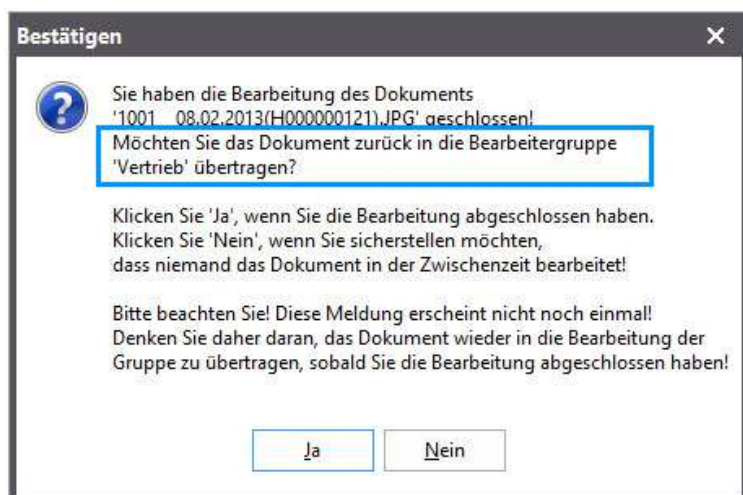 Bestätigen
Sie haben die Bearbeitung des Dokuments
'1001 08.02.2013(H000000121).JPG' geschlossen!
Möchten Sie das Dokument zurück in die Bearbeitergruppe
'Vertrieb' übertragen?
Klicken Sie 'Ja', wenn Sie die Bearbeitung abgeschlossen haben.
Klicken Sie 'Nein', wenn Sie sicherstellen möchten,
dass niemand das Dokument in der Zwischenzeit bearbeitet!
Bitte beachten Sie! Diese Meldung erscheint nicht noch einmal!
Denken Sie daher daran, das Dokument wieder in die Bearbeitung der
Gruppe zu übertragen, sobald Sie die Bearbeitung abgeschlossen haben!
Ja
Nein